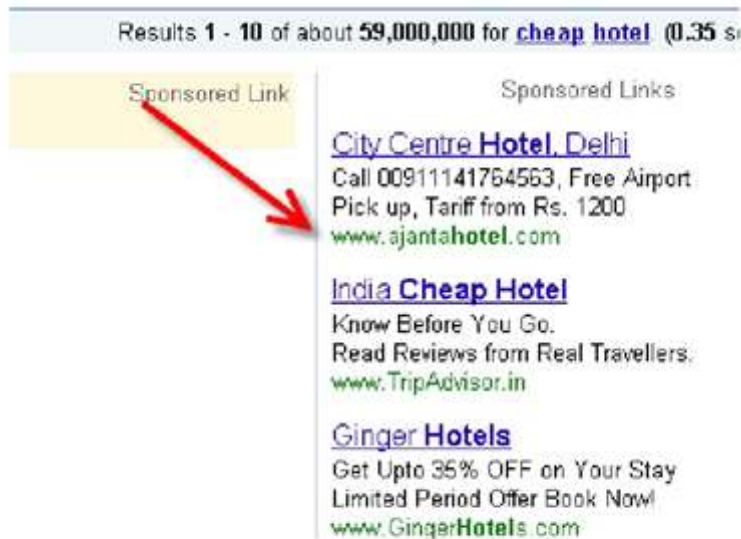 Results 1 - 10 of about 59,000,000 for cheap hotel (0.35 s
Sponsored Link
Sponsored Links
City Centre Hotel, Delhi
Call 00911141764563, Free Airport
Pick up, Tariff from Rs. 1200
www.ajantahotel.com
India Cheap Hotel
Know Before You Go.
Read Reviews from Real Travellers.
www.TripAdvisor.in
Ginger Hotels
Get Upto 35% OFF on Your Stay
Limited Period Offer Book Now!
www.GingerHotels.com